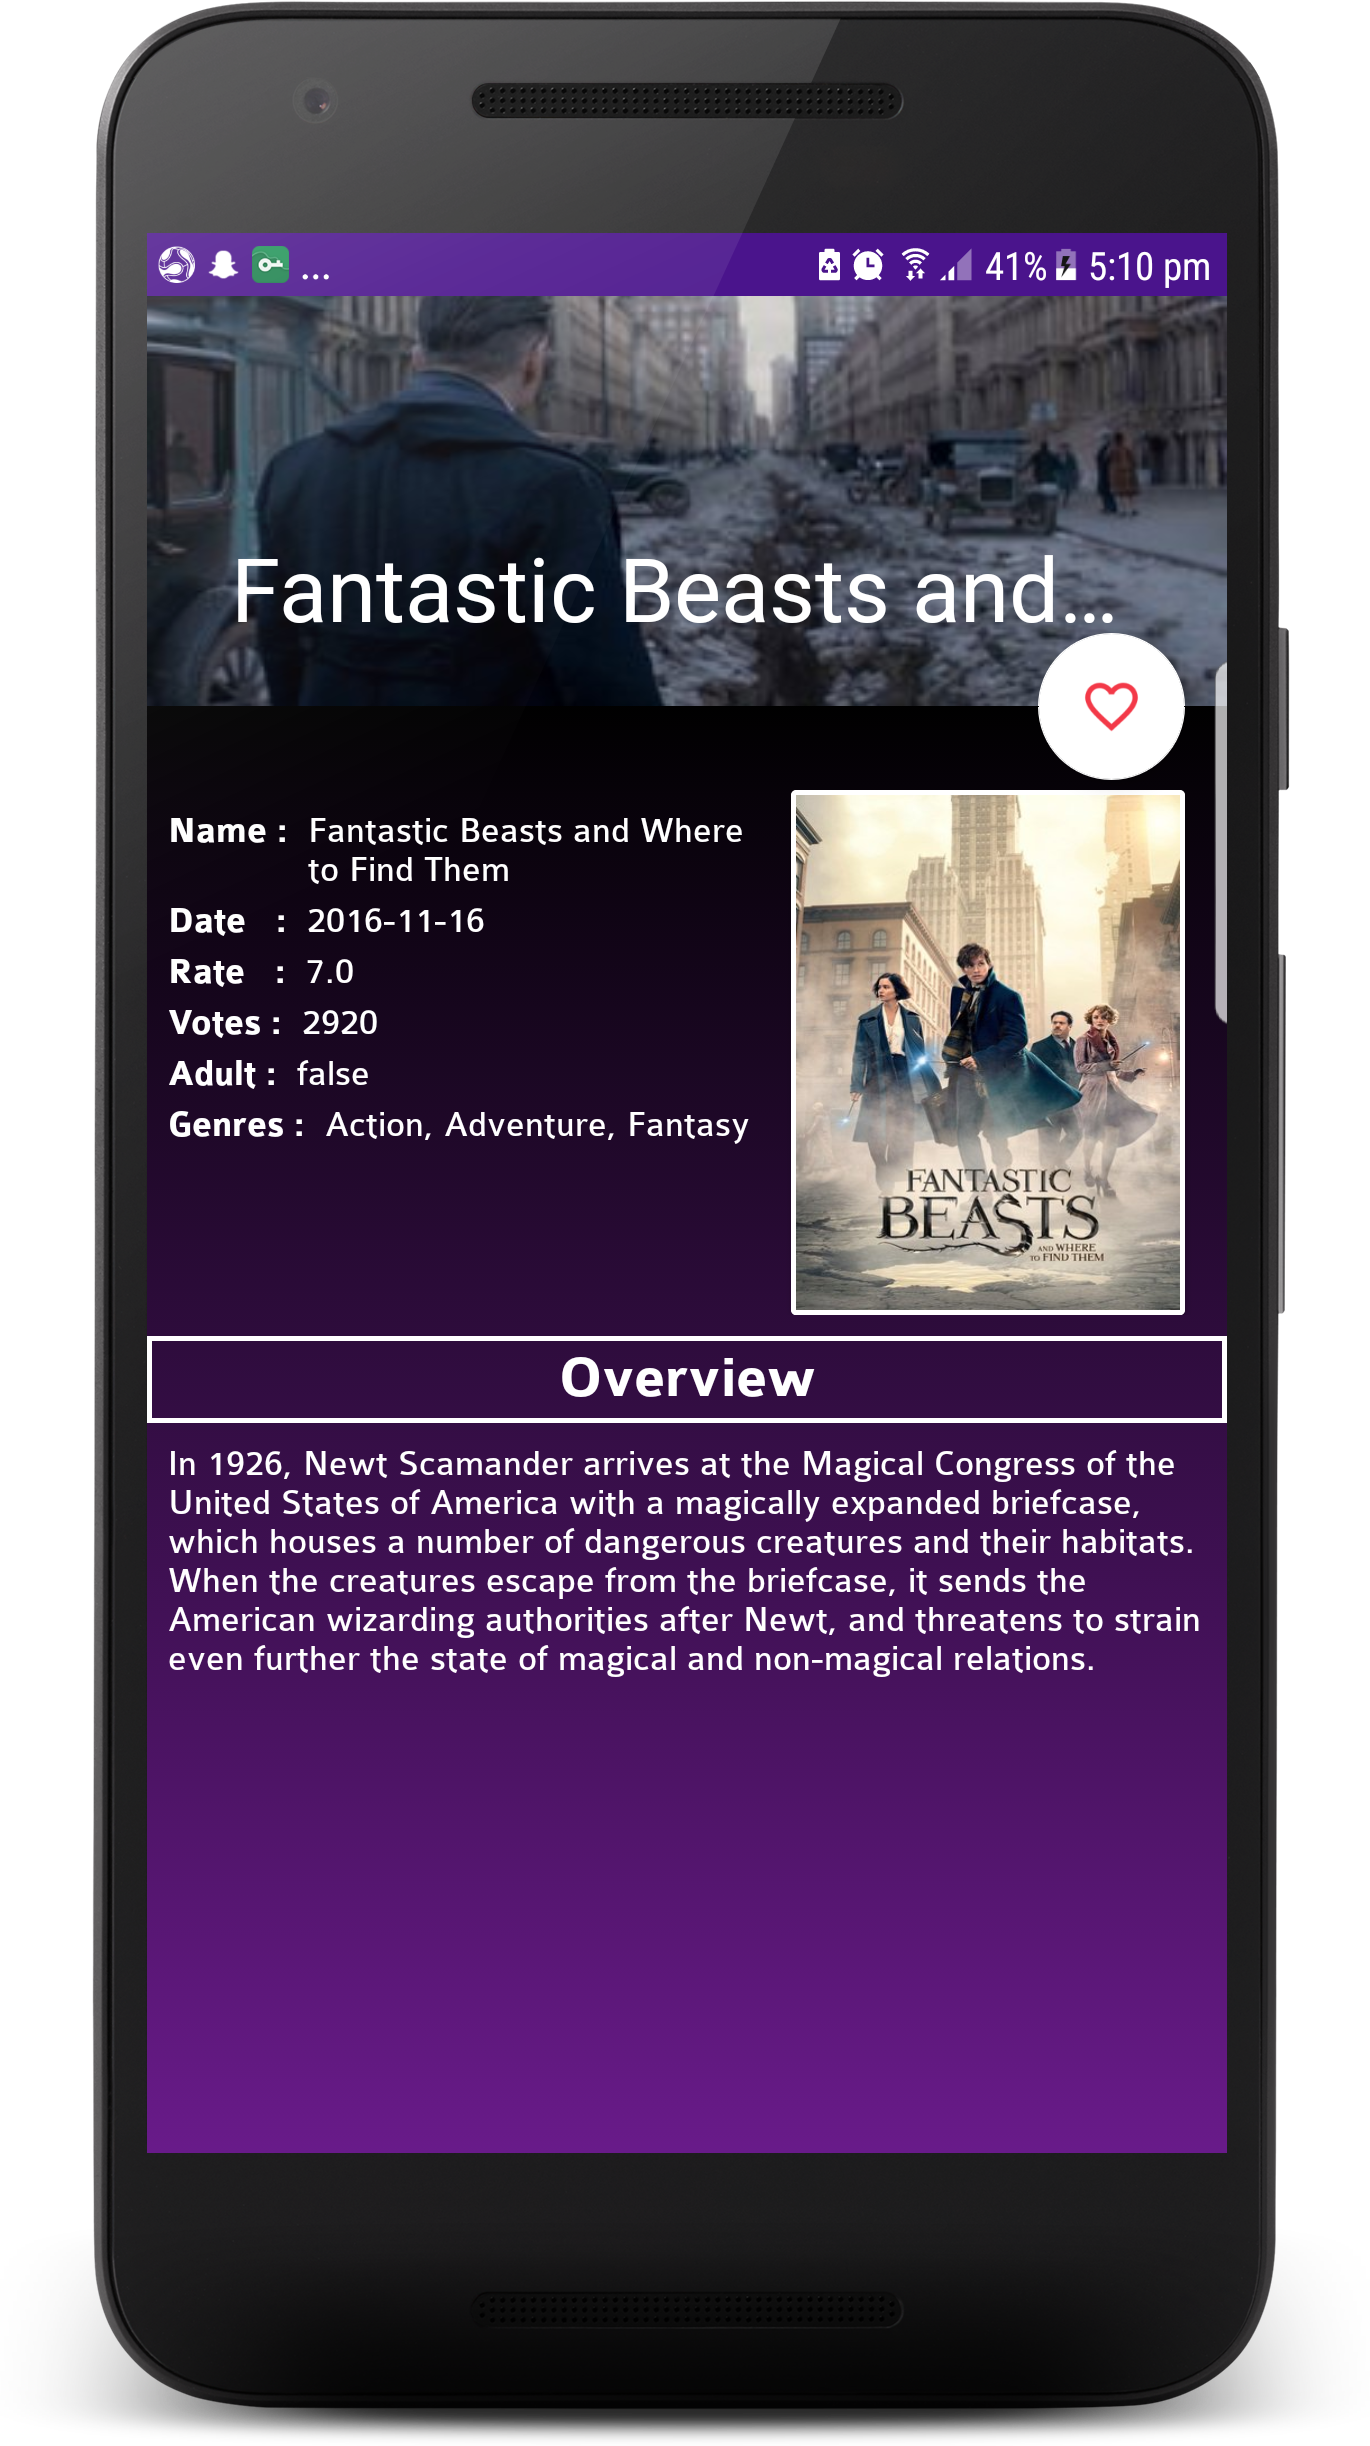 ... 41% 5:10 pm
Fantastic Beasts and...
Name : Fantastic Beasts and Where
to Find Them
Date : 2016-11-16
Rate : 7.0
Votes : 2920
Adult : false
Genres : Action, Adventure, Fantasy
FANTASTIC
BEASTS
AND WHERE
TO FIND THEM
Overview
In 1926, Newt Scamander arrives at the Magical Congress of the
United States of America with a magically expanded briefcase,
which houses a number of dangerous creatures and their habitats.
When the creatures escape from the briefcase, it sends the
American wizarding authorities after Newt, and threatens to strain
even further the state of magical and non-magical relations.